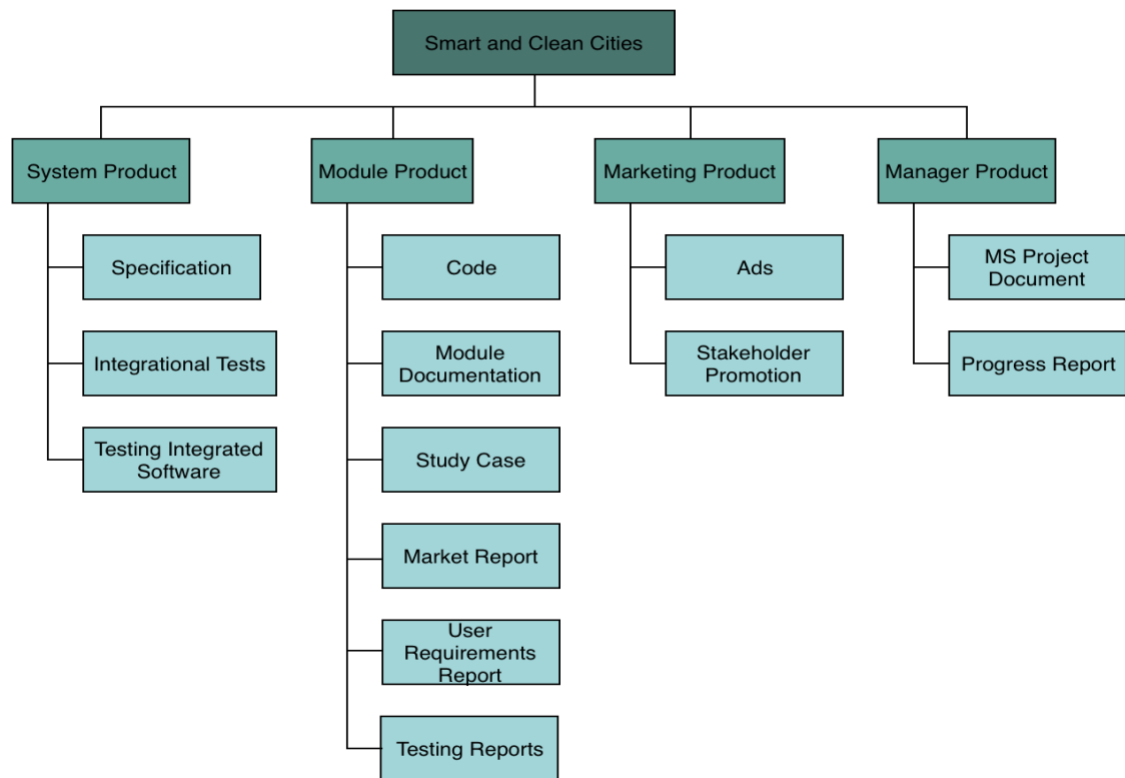 Smart and Clean Cities
System Product
Module Product
Marketing Product
Manager Product
Specification
Integrational Tests
Testing Integrated
Software
Code
Module
Documentation
Study Case
Market Report
User
Requirements
Report
Testing Reports
Ads
Stakeholder
Promotion
MS Project
Document
Progress Report